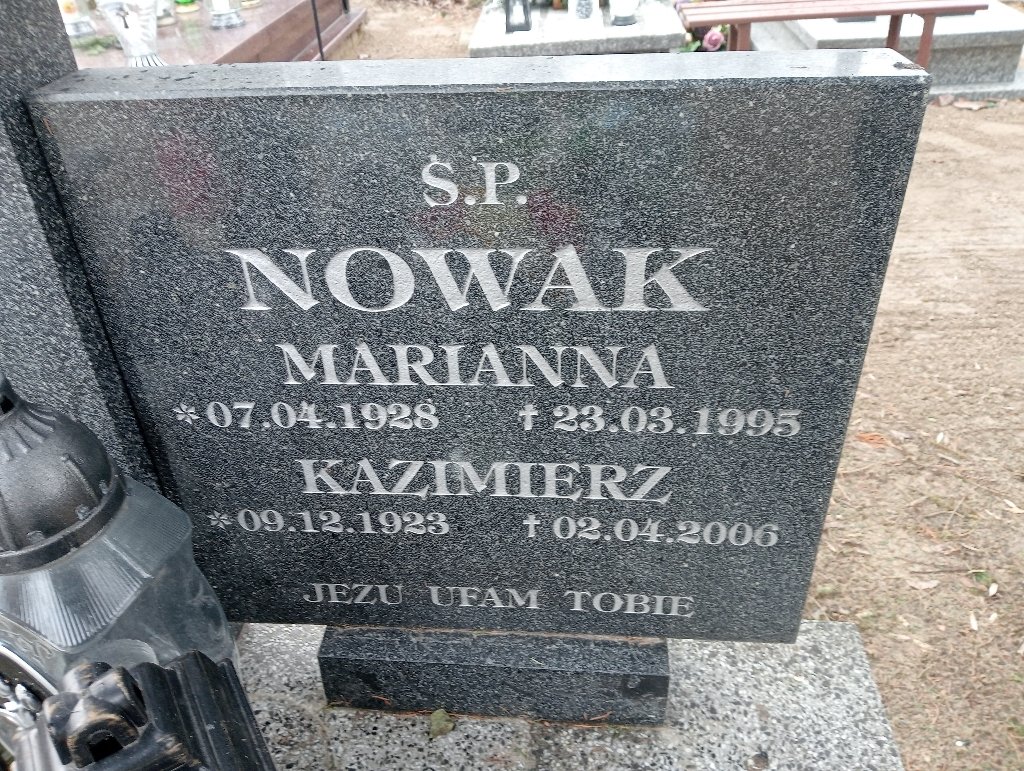 Ś.P.
NOWAK
MARIANNA
*07.04.1928 †23.03.1995
KAZIMIERZ
*09.12.1923 †02.04.2006
JEZU UFAM TOBIE